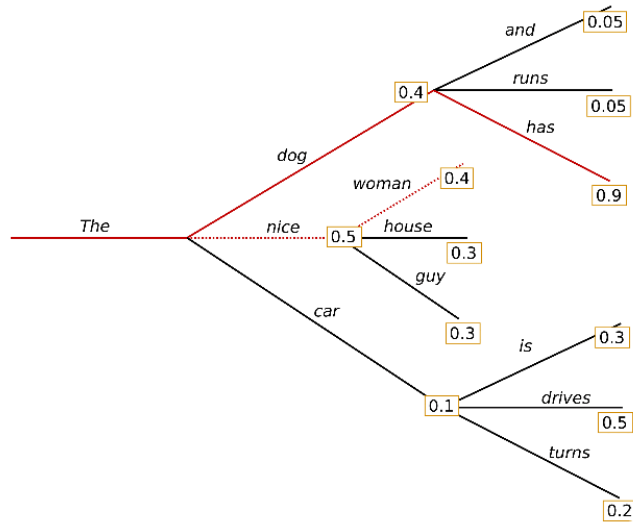 and
0.05
runs
0.4
0.05
has
dog
woman
0.4
0.9
The
nice
0.5
house
0.3
guy
car
0.3
is
0.3
drives
0.1
0.5
turns
0.2